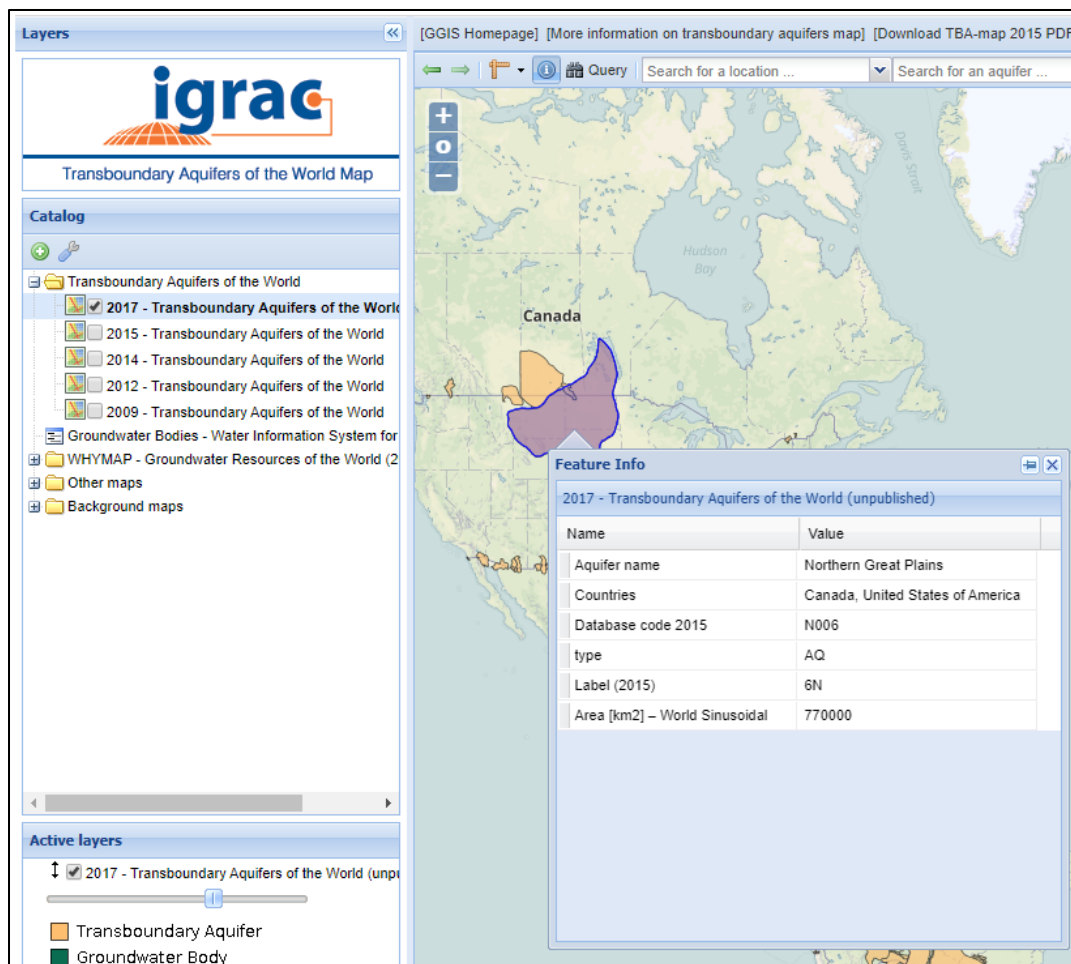 Layers
[GGIS Homepage] [More information on transboundary aquifers map] [Download TBA-map 2015 PDF
Query
Search for a location ...
Search for an aquifer ...
igrac
Transboundary Aquifers of the World Map
Catalog
Transboundary Aquifers of the World
2017 - Transboundary Aquifers of the World
2015 - Transboundary Aquifers of the World
2014 - Transboundary Aquifers of the World
2012 - Transboundary Aquifers of the World
2009 - Transboundary Aquifers of the World
Groundwater Bodies - Water Information System for
WHYMAP - Groundwater Resources of the World (2
Other maps
Background maps
Active layers
2017 - Transboundary Aquifers of the World (unpu
Transboundary Aquifer
Groundwater Body
Davis Strait
Hudson
Bay
Canada
Feature Info
2017 - Transboundary Aquifers of the World (unpublished)
Name Value
Aquifer name Northern Great Plains
Countries Canada, United States of America
Database code 2015 N006
type AQ
Label (2015) 6N
Area [km2] – World Sinusoidal 770000